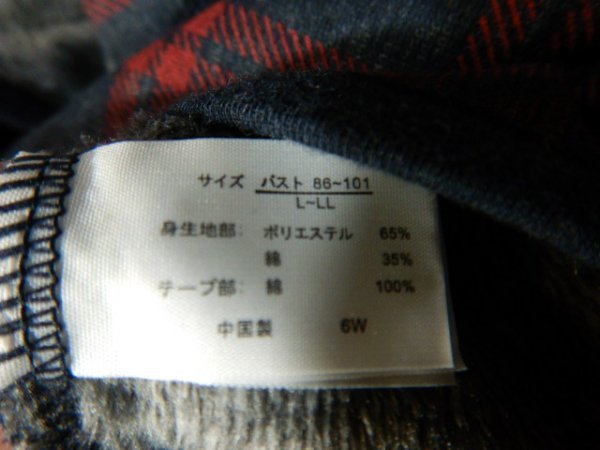 サイズ バスト 86~101
L~LL
身生地部: ポリエステル 65%
綿 35%
テープ部: 綿 100%
中国製 6W